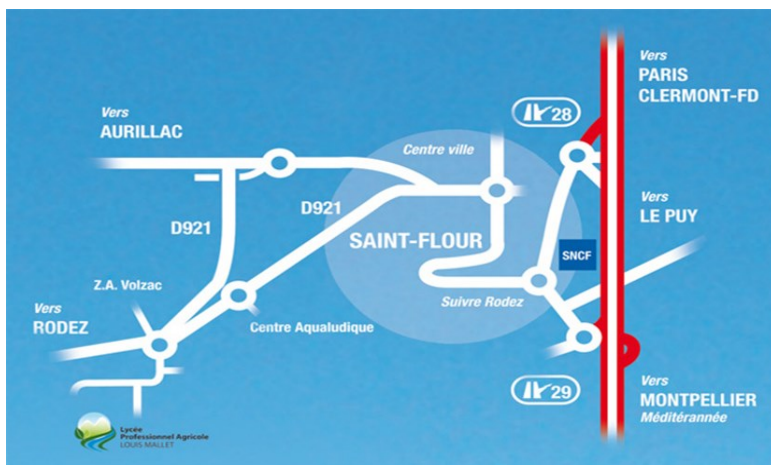 Vers
PARIS
CLERMONT-FD
28
Vers
AURILLAC
Centre ville
Vers
LE PUY
D921
D921
SAINT-FLOUR
SNCF
Z.A. Volzac
Suivre Rodez
Vers
RODEZ
Centre Aqualudique
29
Vers
MONTPELLIER
Méditérannée
Lycée
Professionnel Agricole
LOUIS MALLET